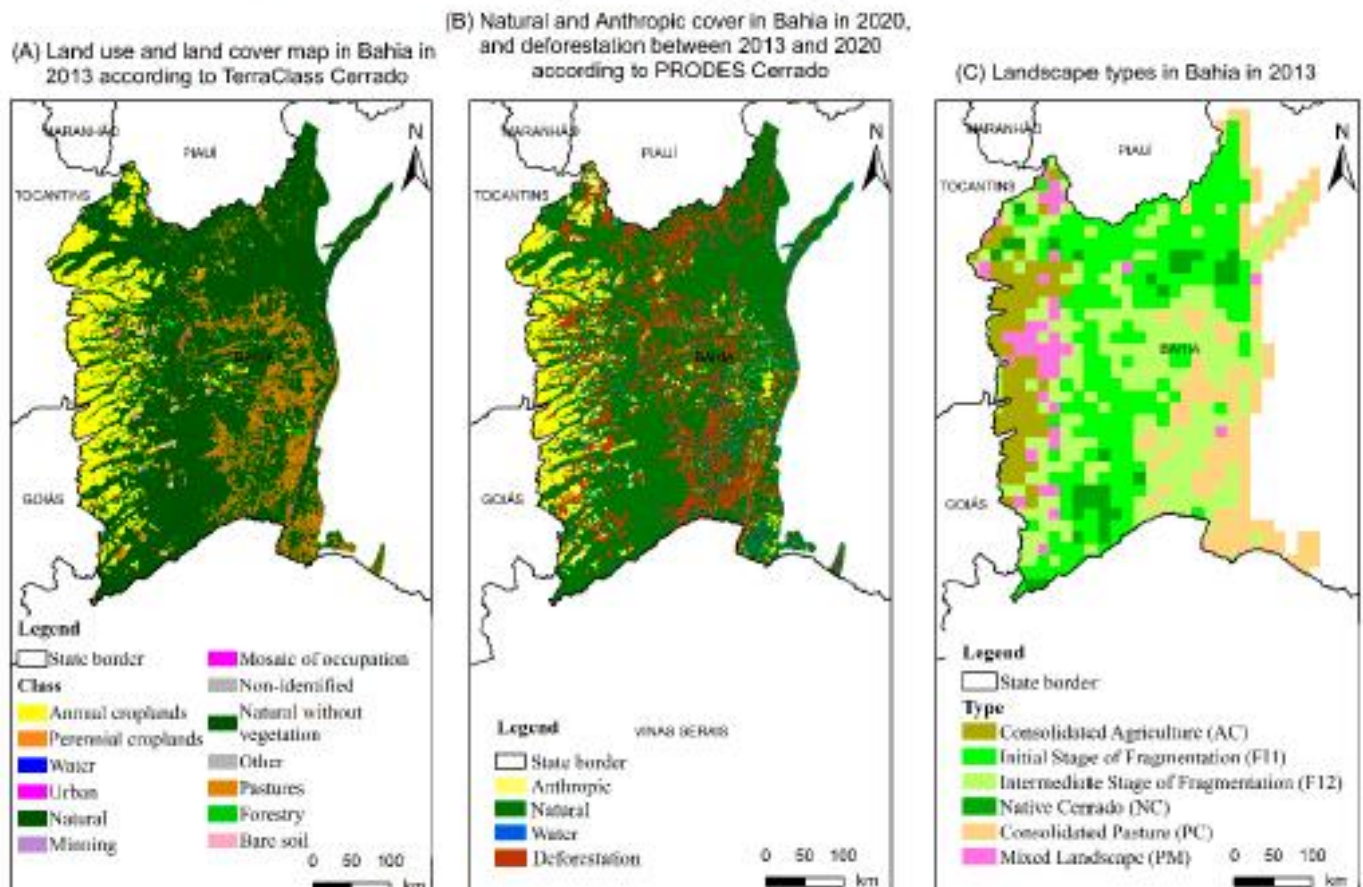 (A) Land use and land cover map in Bahia in
2013 according to TerraClass Cerrado
MARANHÃO
PIAUÍ
N
TOCANTINS
BAHIA
GOIÁS
Legend
State border
Class
Annual croplands
Perennial croplands
Water
Urban
Natural
Minning
Mosaic of occupation
Non-identified
Natural without
vegetation
Other
Pastures
Forestry
Bare soil
0 50 100
km
(B) Natural and Anthropic cover in Bahia in 2020,
and deforestation between 2013 and 2020
according to PRODES Cerrado
MARANHÃO
PIAUÍ
N
TOCANTINS
BAHIA
GOIÁS
VINAS GERAIS
Legend
State border
Anthropic
Natural
Water
Deforestation
0 50 100
km
(C) Landscape types in Bahia in 2013
MARANHÃO
PIAUÍ
N
TOCANTINS
BAHIA
GOIÁS
Legend
State border
Type
Consolidated Agriculture (AC)
Initial Stage of Fragmentation (FI1)
Intermediate Stage of Fragmentation (F12)
Native Cerrado (NC)
Consolidated Pasture (PC)
Mixed Landscape (PM)
0 50 100
km